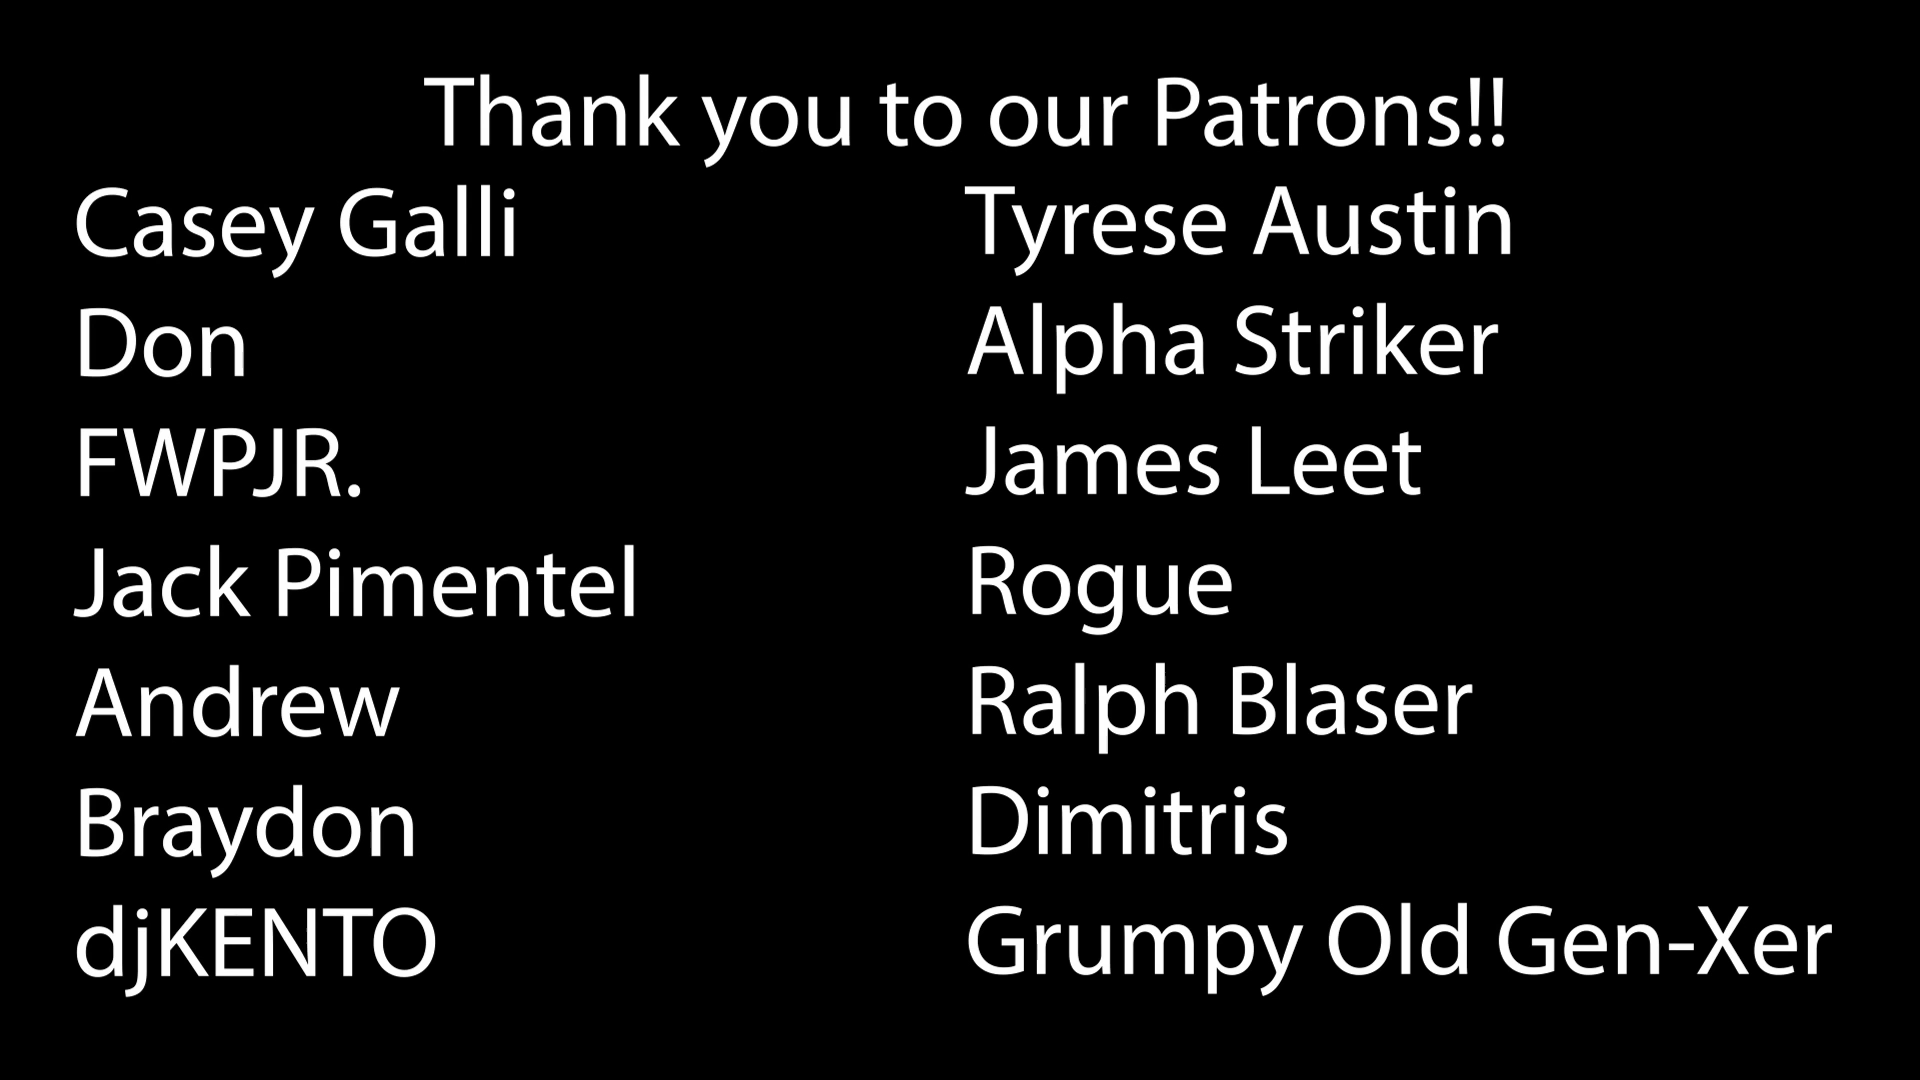 Thank you to our Patrons!!
Casey Galli
Don
FWPJR.
Jack Pimentel
Andrew
Braydon
djKENTO
Tyrese Austin
Alpha Striker
James Leet
Rogue
Ralph Blaser
Dimitris
Grumpy Old Gen-Xer